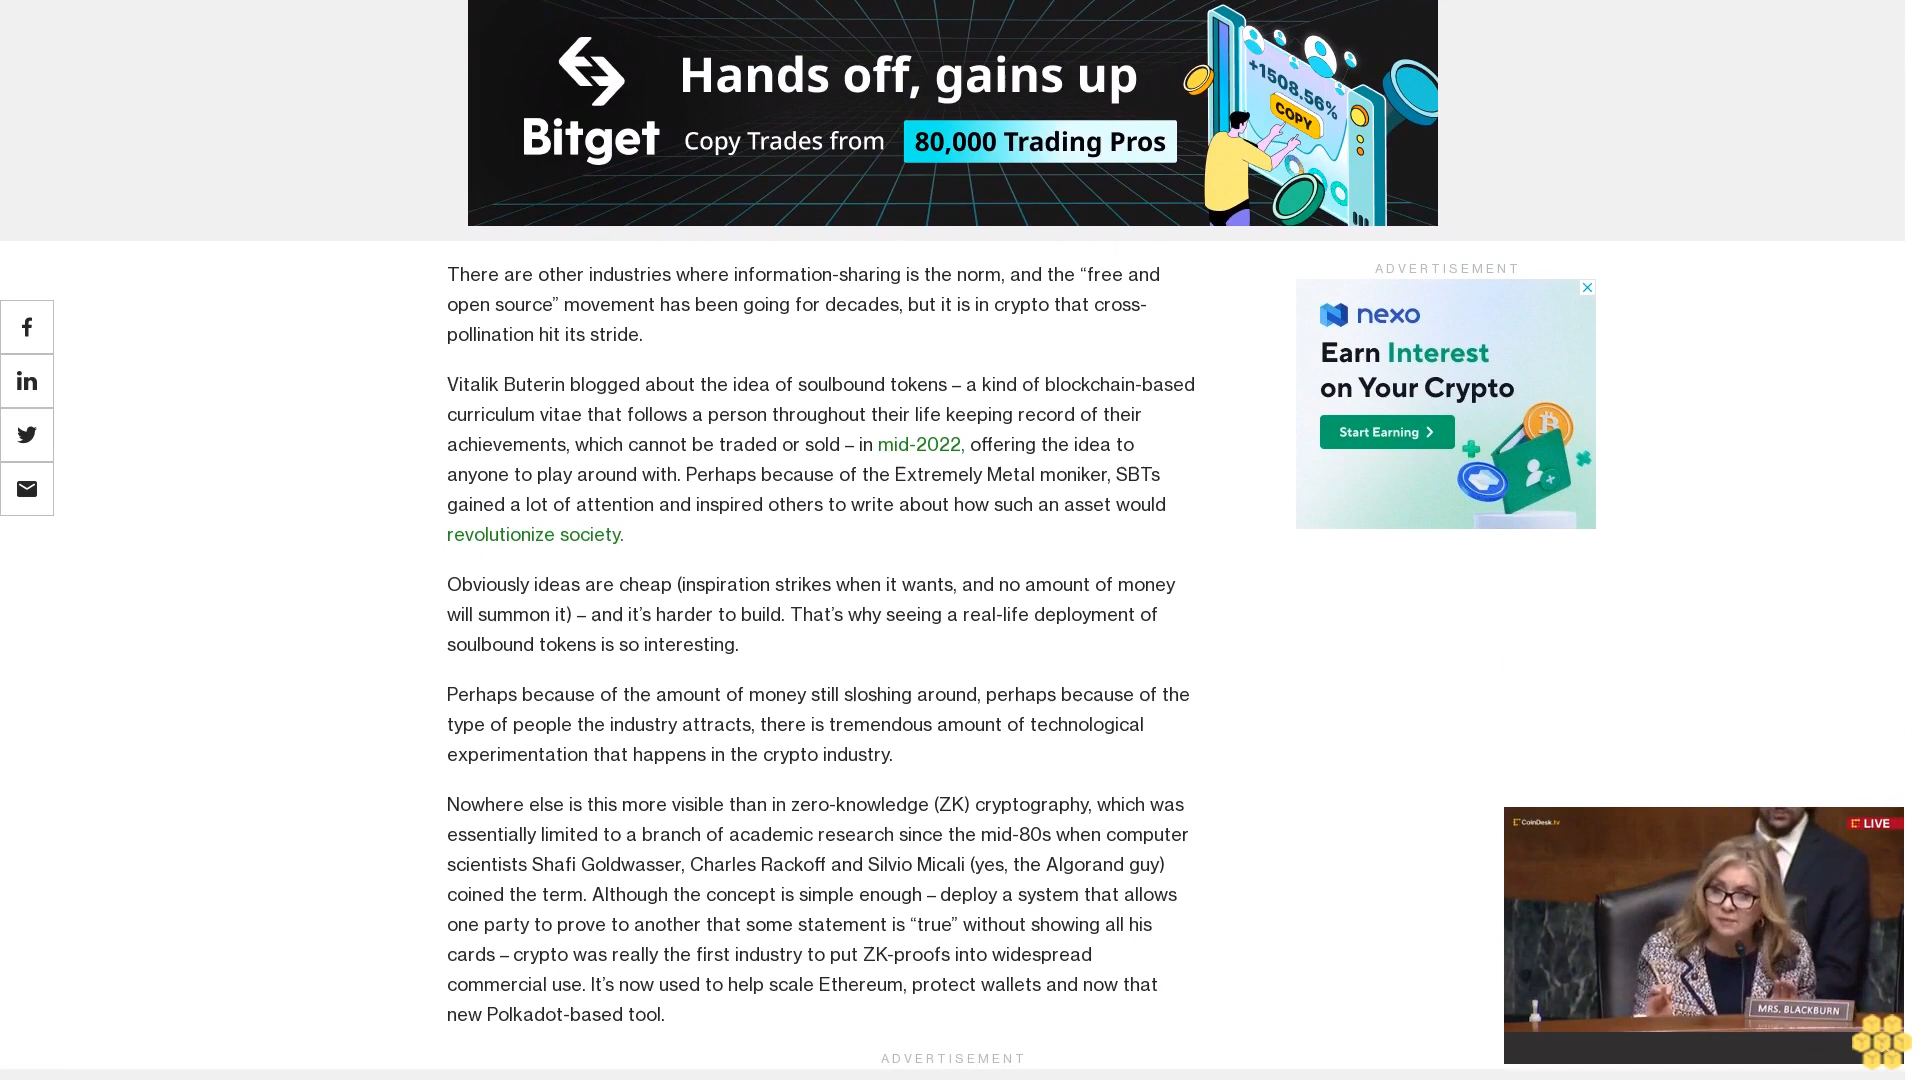 Hands off, gains up
Bitget
Copy Trades from 80,000 Trading Pros
+1508.56%
COPY
There are other industries where information-sharing is the norm, and the “free and
open source” movement has been going for decades, but it is in crypto that cross-
pollination hit its stride.
Vitalik Buterin blogged about the idea of soulbound tokens – a kind of blockchain-based
curriculum vitae that follows a person throughout their life keeping record of their
achievements, which cannot be traded or sold – in mid-2022, offering the idea to
anyone to play around with. Perhaps because of the Extremely Metal moniker, SBTs
gained a lot of attention and inspired others to write about how such an asset would
revolutionize society.
Obviously ideas are cheap (inspiration strikes when it wants, and no amount of money
will summon it) – and it’s harder to build. That’s why seeing a real-life deployment of
soulbound tokens is so interesting.
Perhaps because of the amount of money still sloshing around, perhaps because of the
type of people the industry attracts, there is tremendous amount of technological
experimentation that happens in the crypto industry.
Nowhere else is this more visible than in zero-knowledge (ZK) cryptography, which was
essentially limited to a branch of academic research since the mid-80s when computer
scientists Shafi Goldwasser, Charles Rackoff and Silvio Micali (yes, the Algorand guy)
coined the term. Although the concept is simple enough – deploy a system that allows
one party to prove to another that some statement is “true” without showing all his
cards – crypto was really the first industry to put ZK-proofs into widespread
commercial use. It’s now used to help scale Ethereum, protect wallets and now that
new Polkadot-based tool.
ADVERTISEMENT
ADVERTISEMENT
nexo
Earn Interest
on Your Crypto
Start Earning
CoinDesk.tv
LIVE
MRS. BLACKBURN